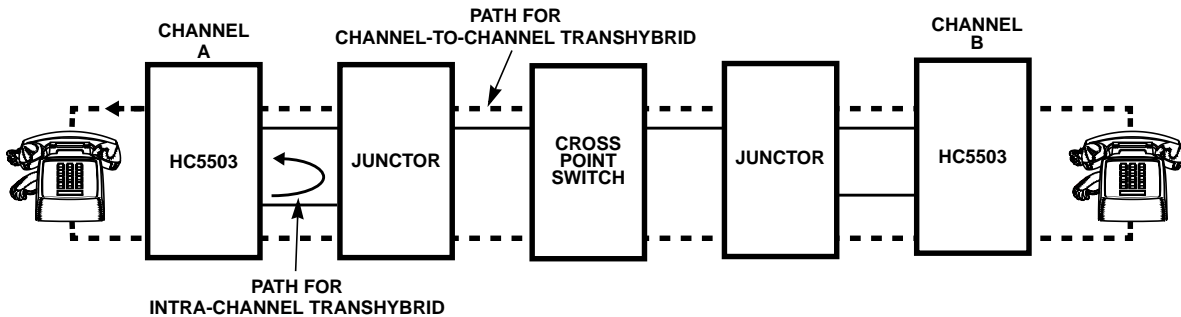 PATH FOR
CHANNEL-TO-CHANNEL TRANSHYBRID
CHANNEL
A
CHANNEL
B
HC5503
JUNCTOR
CROSS
POINT
SWITCH
JUNCTOR
HC5503
PATH FOR
INTRA-CHANNEL TRANSHYBRID